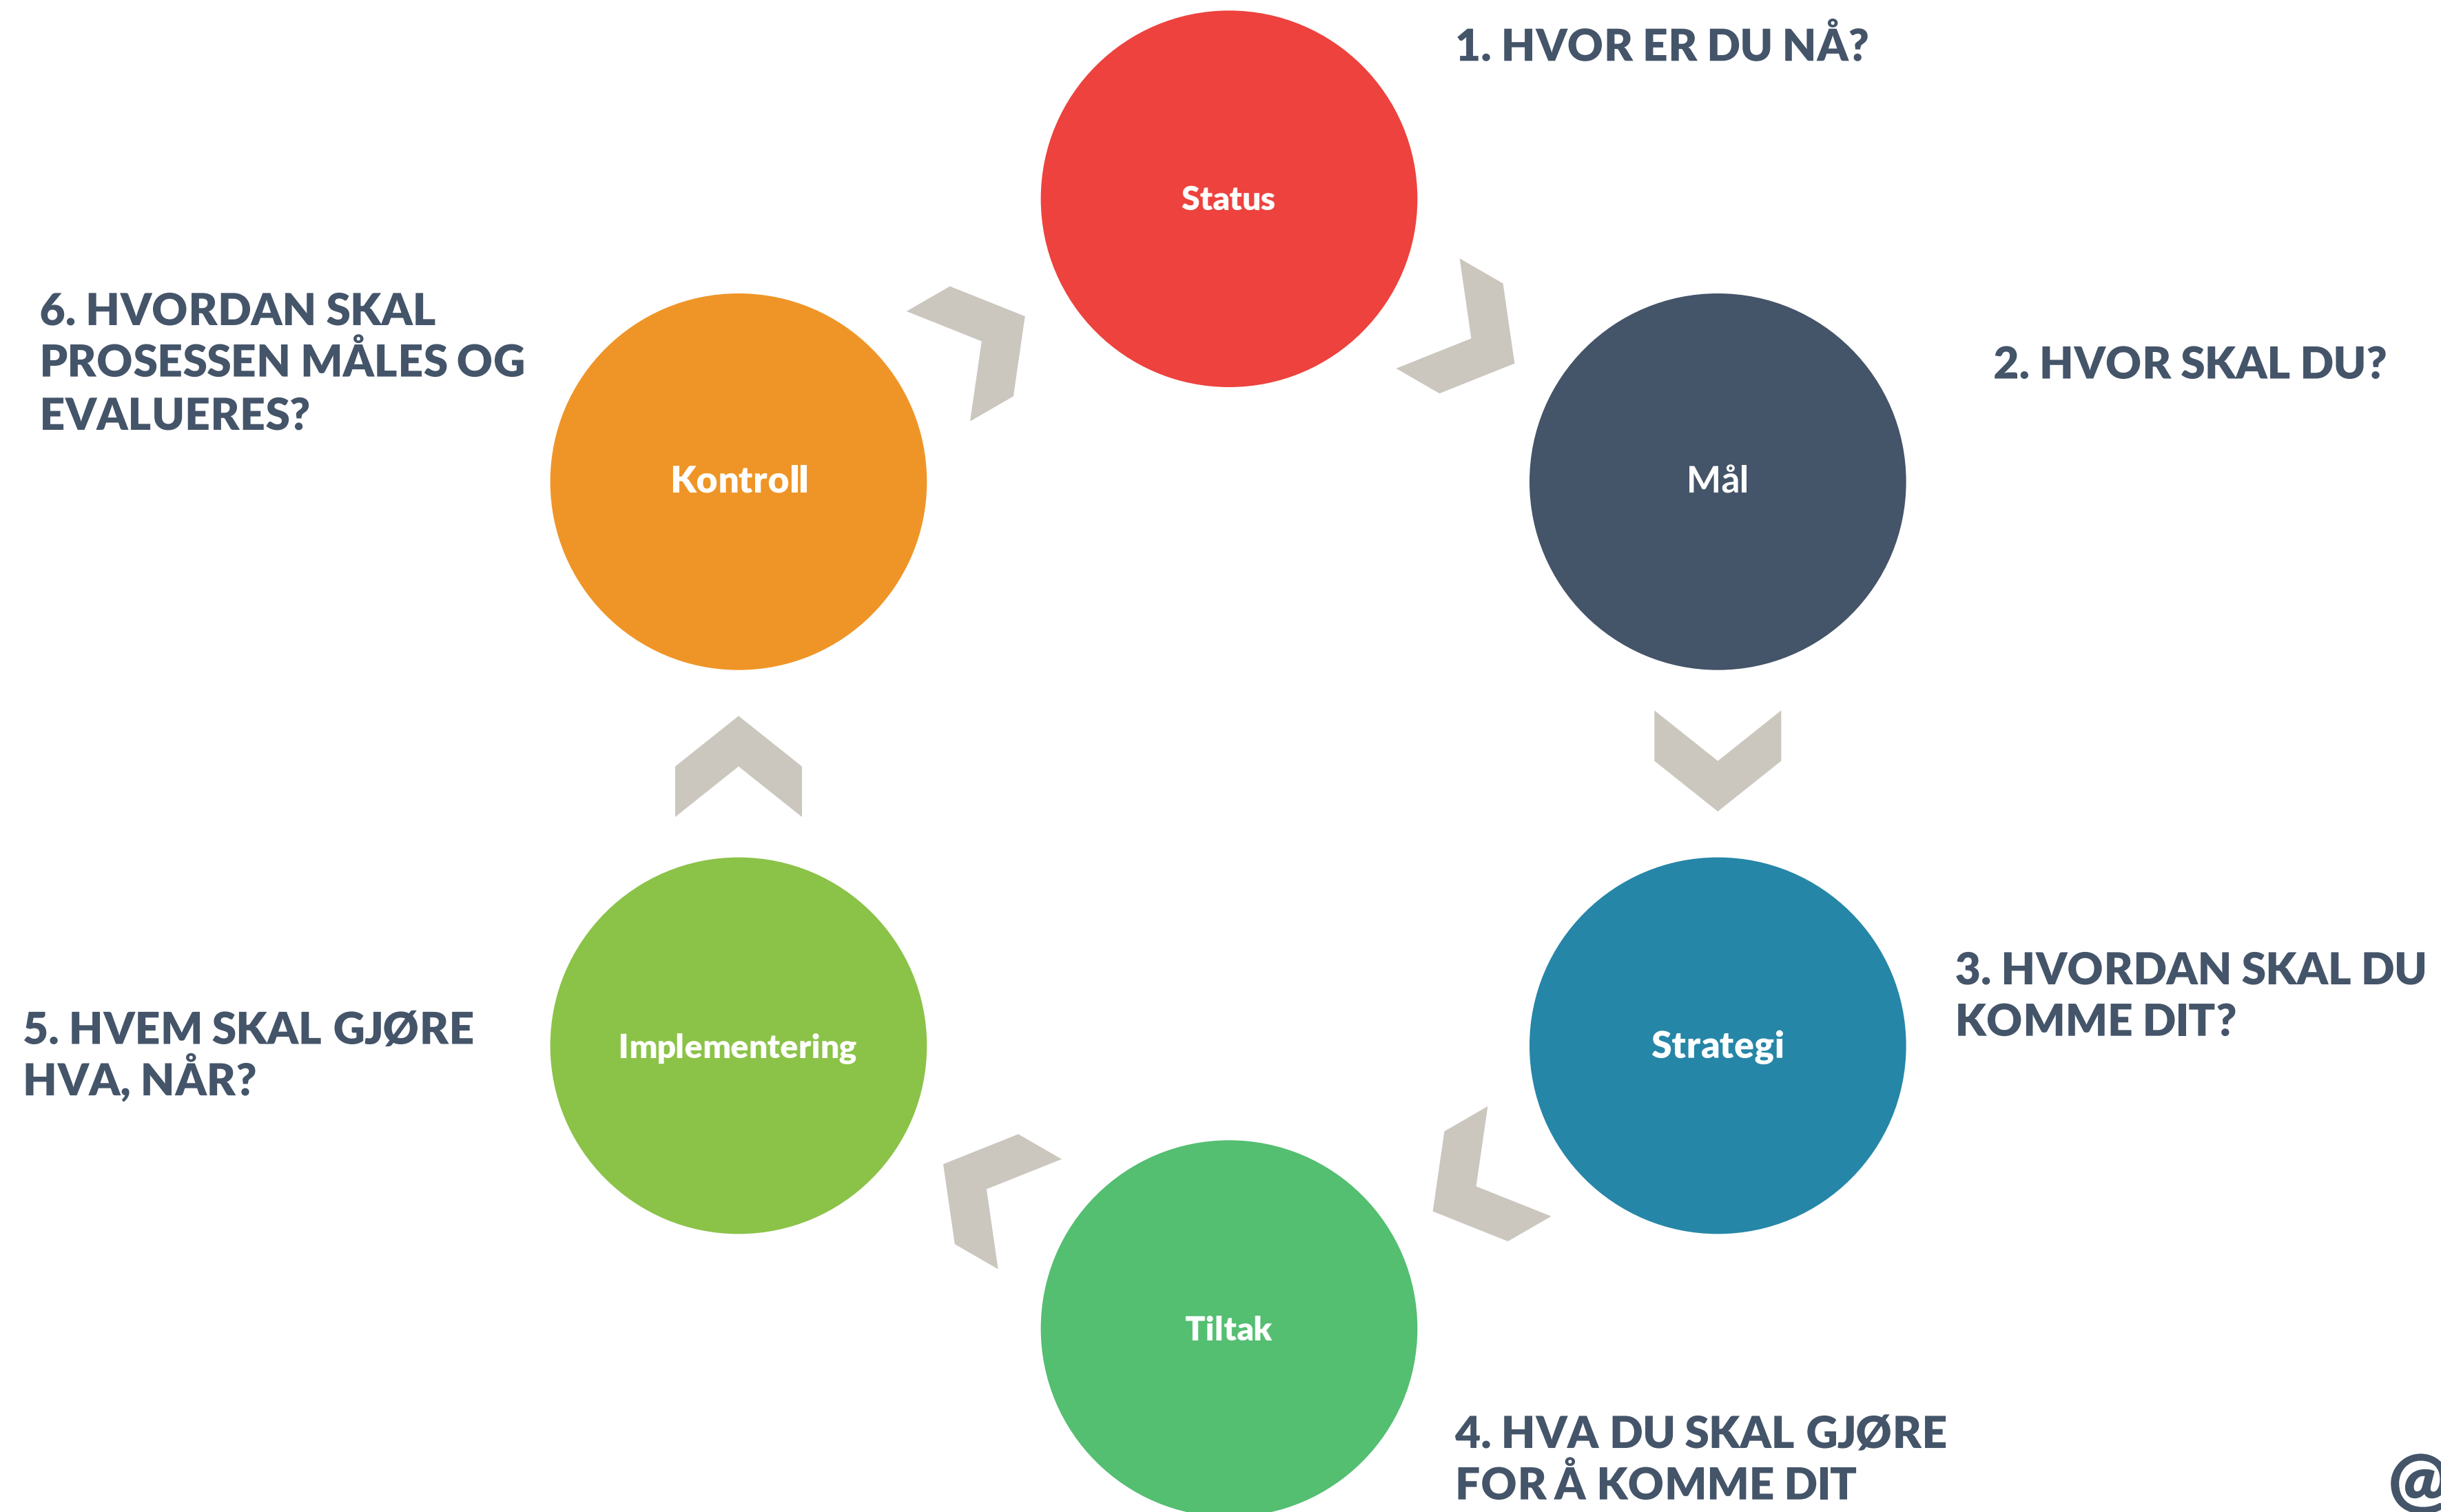 1. HVOR ER DU NÅ?
Status
2. HVOR SKAL DU?
Mål
3. HVORDAN SKAL DU
KOMME DIT?
Strategi
4. HVA DU SKAL GJØRE
FOR Å KOMME DIT
Tiltak
5. HVEM SKAL GJØRE
HVA, NÅR?
Implementering
6. HVORDAN SKAL
PROSESSEN MÅLES OG
EVALUERES?
Kontroll
@